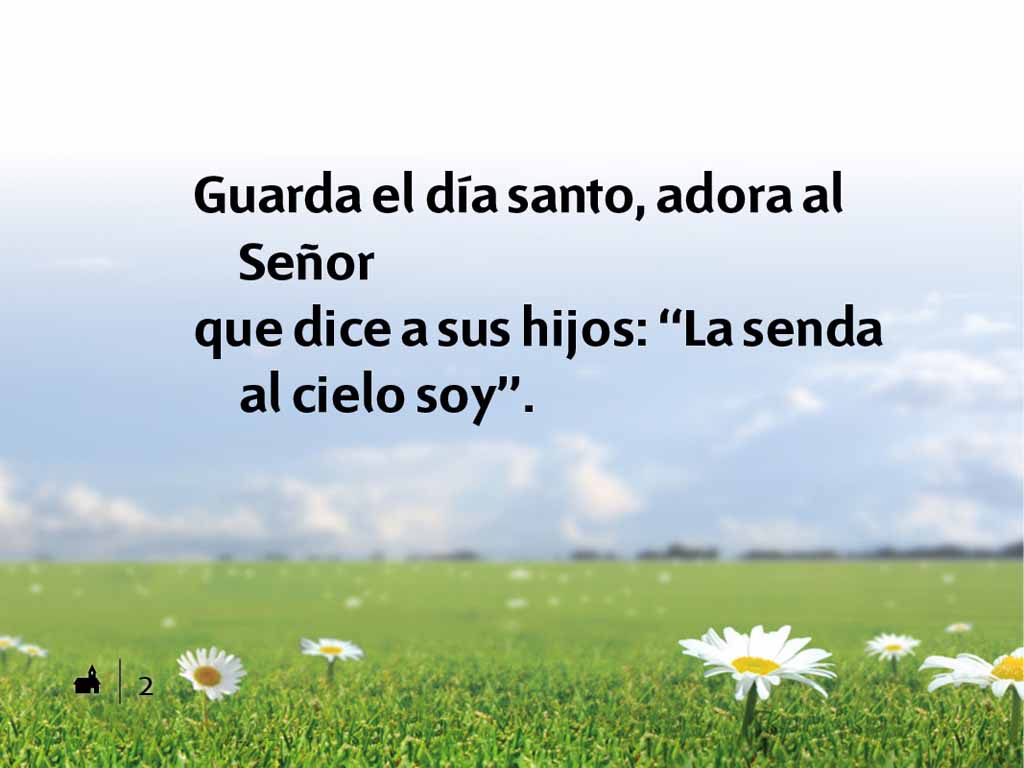 Guarda el día santo, adora al
Señor
que dice a sus hijos: “La senda
al cielo soy”.
2